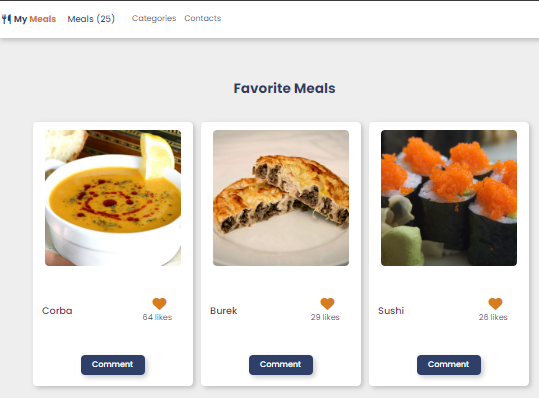 My Meals Meals (25) Categories Contacts
Favorite Meals
Corba 64 likes
Burek 29 likes
Sushi 26 likes
Comment Comment Comment